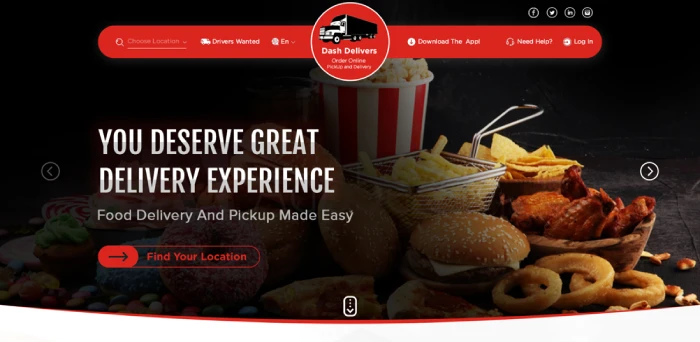 Choose Location
Drivers Wanted
En
Dash Delivers
Order Online
Pickup and Delivery
Download The App!
Need Help?
Log In
YOU DESERVE GREAT
DELIVERY EXPERIENCE
Food Delivery And Pickup Made Easy
Find Your Location